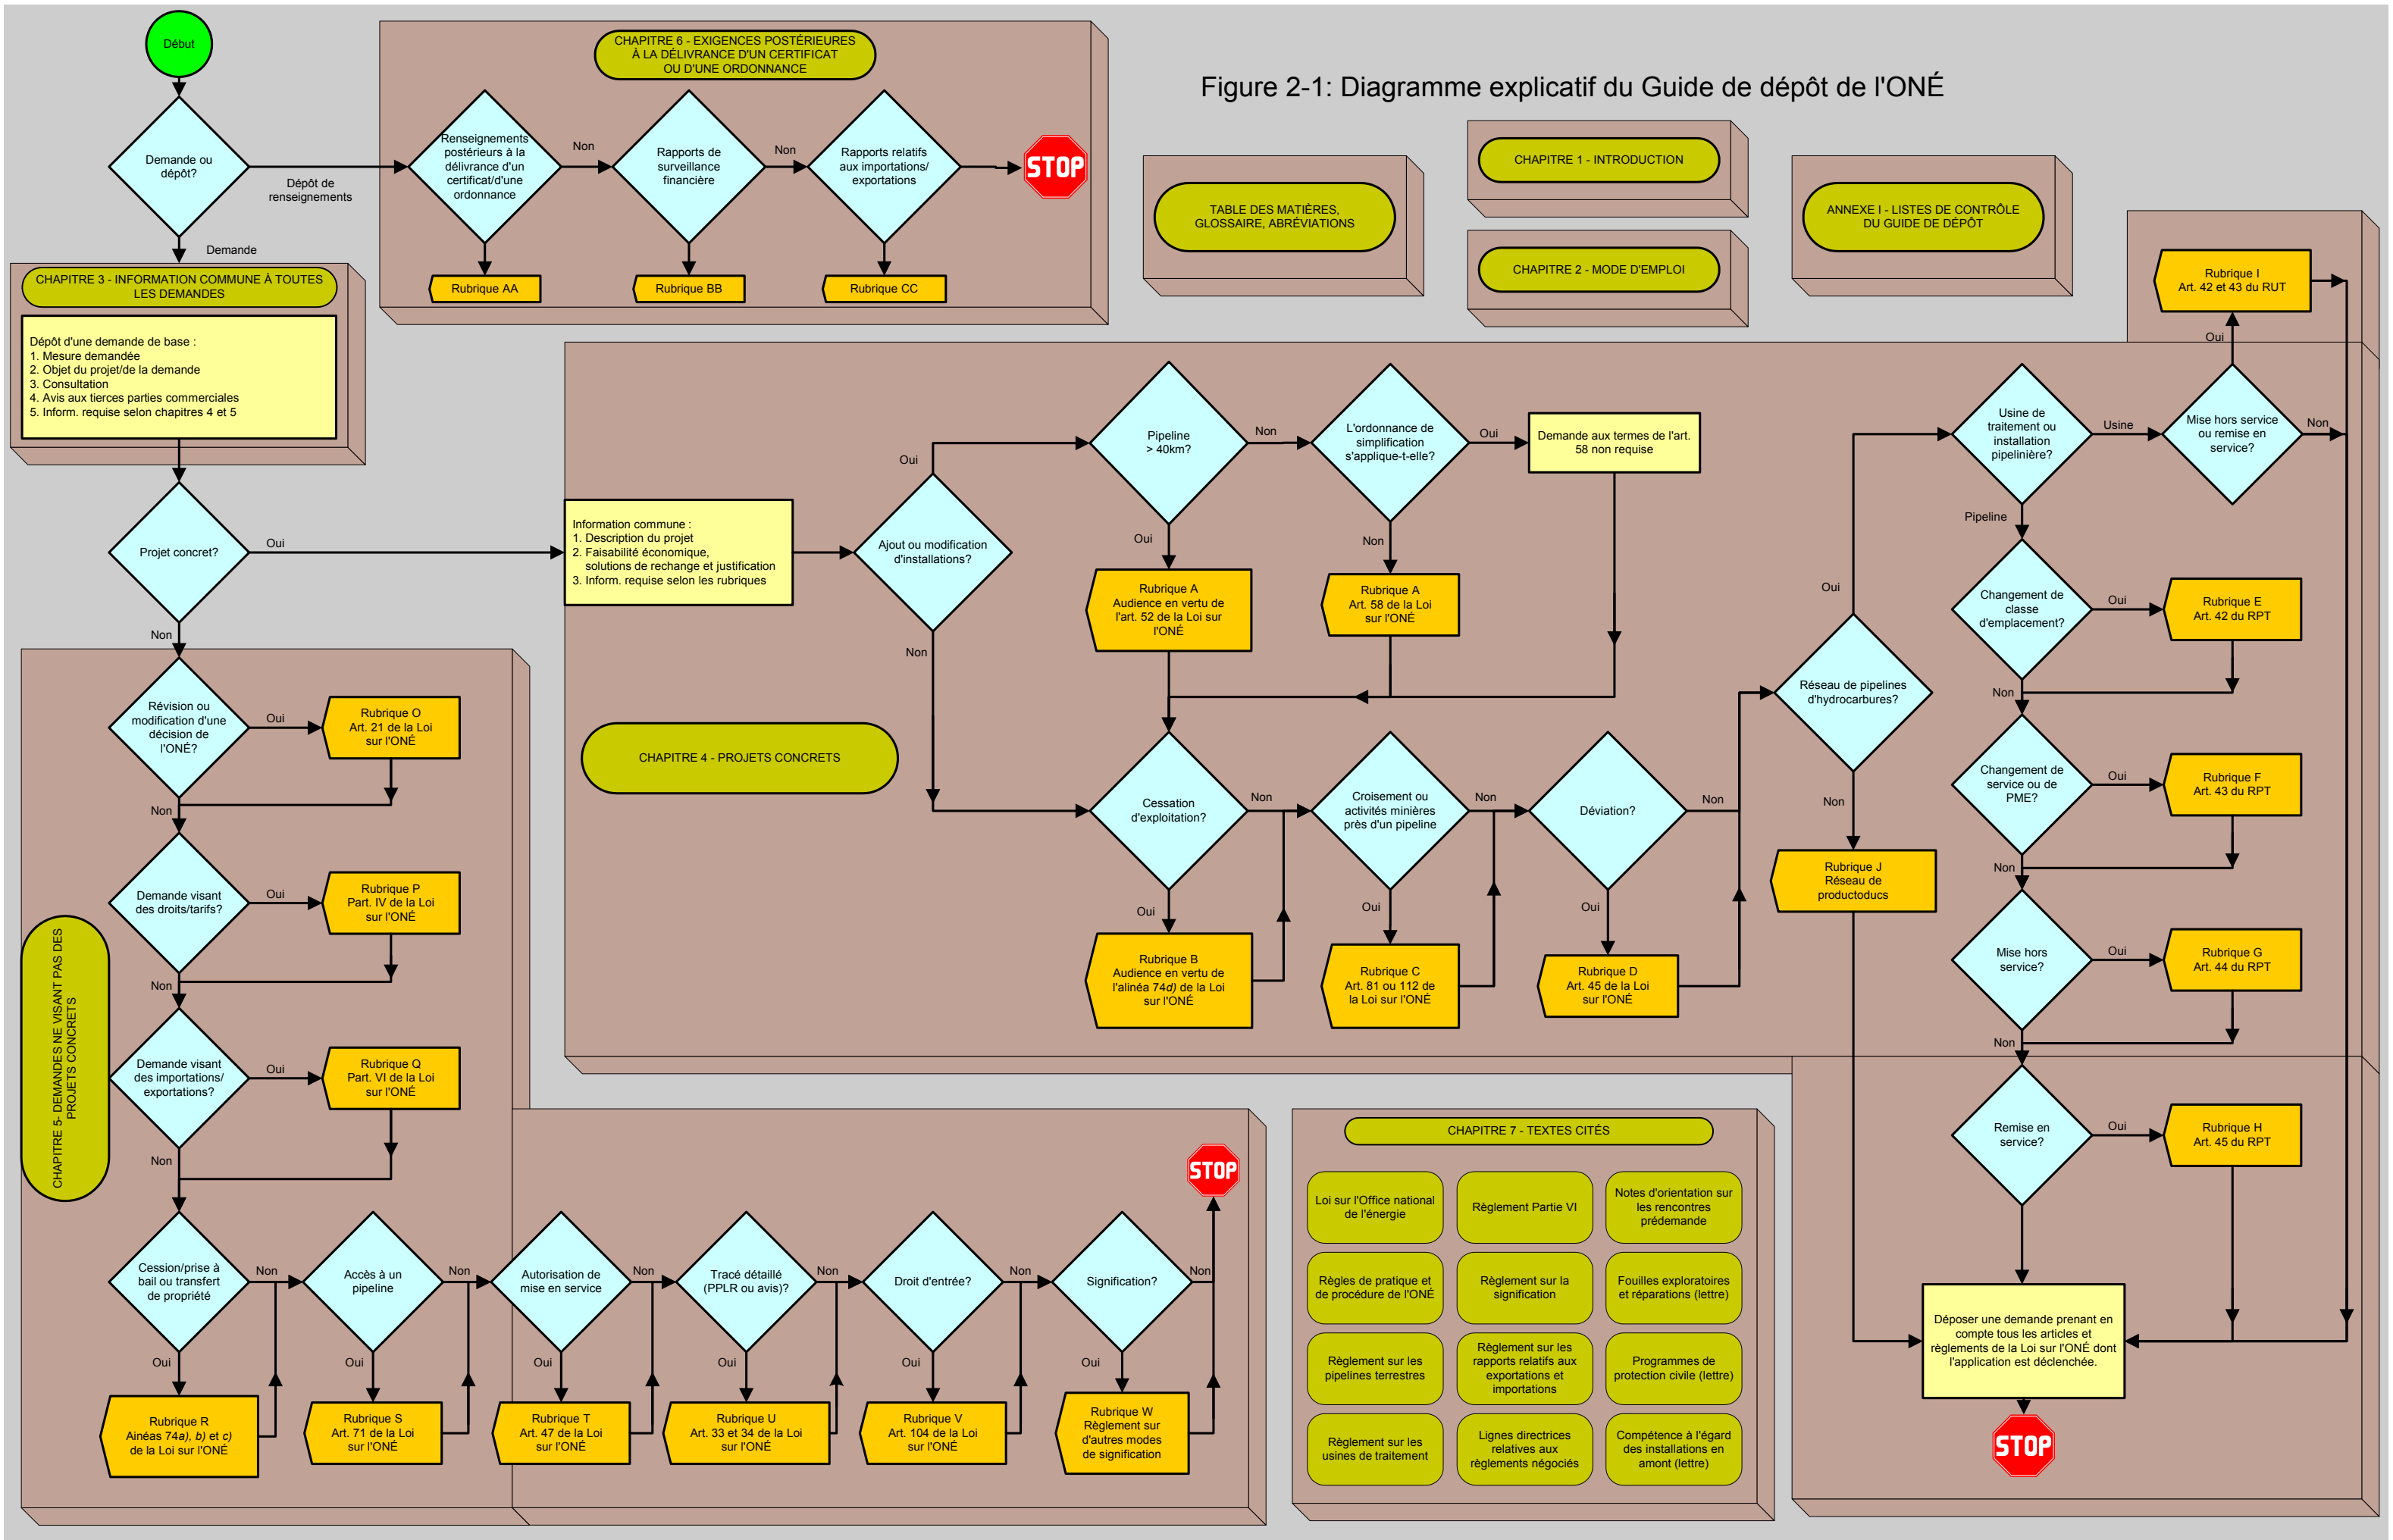 Figure 2-1: Diagramme explicatif du Guide de dépôt de l'ONÉ
Début
Demande ou
dépôt?
Dépôt de
renseignements
Demande
CHAPITRE 6 - EXIGENCES POSTÉRIEURES
À LA DÉLIVRANCE D'UN CERTIFICAT
OU D'UNE ORDONNANCE
Renseignements
postérieurs à la
délivrance d'un
certificat/d'une
ordonnance
Non
Rapports de
surveillance
financière
Non
Rapports relatifs
aux importations/
exportations
STOP
Rubrique AA
Rubrique BB
Rubrique CC
TABLE DES MATIÈRES,
GLOSSAIRE, ABRÉVIATIONS
CHAPITRE 1 - INTRODUCTION
CHAPITRE 2 - MODE D'EMPLOI
ANNEXE I - LISTES DE CONTRÔLE
DU GUIDE DE DÉPÔT
CHAPITRE 3 - INFORMATION COMMUNE À TOUTES
LES DEMANDES
Dépôt d'une demande de base :
1. Mesure demandée
2. Objet du projet/de la demande
3. Consultation
4. Avis aux tierces parties commerciales
5. Inform. requise selon chapitres 4 et 5
Projet concret?
Oui
Non
Information commune :
1. Description du projet
2. Faisabilité économique,
solutions de rechange et justification
3. Inform. requise selon les rubriques
Ajout ou modification
d'installations?
Oui
Non
Pipeline
> 40km?
Non
Oui
L'ordonnance de
simplification
s'applique-t-elle?
Oui
Non
Demande aux termes de l'art.
58 non requise
Rubrique A
Audience en vertu de
l'art. 52 de la Loi sur
l'ONÉ
Rubrique A
Art. 58 de la Loi
sur l'ONÉ
CHAPITRE 4 - PROJETS CONCRETS
Cessation
d'exploitation?
Non
Oui
Croisement ou
activités minières
près d'un pipeline
Non
Oui
Déviation?
Non
Oui
Rubrique B
Audience en vertu de
l'alinéa 74d) de la Loi
sur l'ONÉ
Rubrique C
Art. 81 ou 112 de
la Loi sur l'ONÉ
Rubrique D
Art. 45 de la Loi
sur l'ONÉ
Réseau de pipelines
d'hydrocarbures?
Oui
Non
Rubrique J
Réseau de
productoducs
Usine de
traitement ou
installation
pipelinière?
Usine
Pipeline
Mise hors service
ou remise en
service?
Oui
Non
Rubrique I
Art. 42 et 43 du RUT
Changement de
classe
d'emplacement?
Oui
Rubrique E
Art. 42 du RPT
Non
Changement de
service ou de
PME?
Oui
Rubrique F
Art. 43 du RPT
Non
Mise hors
service?
Oui
Rubrique G
Art. 44 du RPT
Non
Remise en
service?
Oui
Rubrique H
Art. 45 du RPT
Déposer une demande prenant en
compte tous les articles et
règlements de la Loi sur l'ONÉ dont
l'application est déclenchée.
STOP
CHAPITRE 5- DEMANDES NE VISANT PAS DES
PROJETS CONCRETS
Révision ou
modification d'une
décision de
l'ONÉ?
Oui
Rubrique O
Art. 21 de la Loi
sur l'ONÉ
Non
Demande visant
des droits/tarifs?
Oui
Rubrique P
Part. IV de la Loi
sur l'ONÉ
Non
Demande visant
des importations/
exportations?
Oui
Rubrique Q
Part. VI de la Loi
sur l'ONÉ
Non
Cession/prise à
bail ou transfert
de propriété
Non
Oui
Rubrique R
Ainéas 74a), b) et c)
de la Loi sur l'ONÉ
Accès à un
pipeline
Non
Oui
Rubrique S
Art. 71 de la Loi
sur l'ONÉ
Autorisation de
mise en service
Non
Oui
Rubrique T
Art. 47 de la Loi
sur l'ONÉ
Tracé détaillé
(PPLR ou avis)?
Non
Oui
Rubrique U
Art. 33 et 34 de la Loi
sur l'ONÉ
Droit d'entrée?
Non
Oui
Rubrique V
Art. 104 de la Loi
sur l'ONÉ
Signification?
Non
Oui
Rubrique W
Règlement sur
d'autres modes
de signification
STOP
CHAPITRE 7 - TEXTES CITÉS
Loi sur l'Office national
de l'énergie
Règlement Partie VI
Notes d'orientation sur
les rencontres
prédemande
Règles de pratique et
de procédure de l'ONÉ
Règlement sur la
signification
Fouilles exploratoires
et réparations (lettre)
Règlement sur les
pipelines terrestres
Règlement sur les
rapports relatifs aux
exportations et
importations
Programmes de
protection civile (lettre)
Règlement sur les
usines de traitement
Lignes directrices
relatives aux
règlements négociés
Compétence à l'égard
des installations en
amont (lettre)